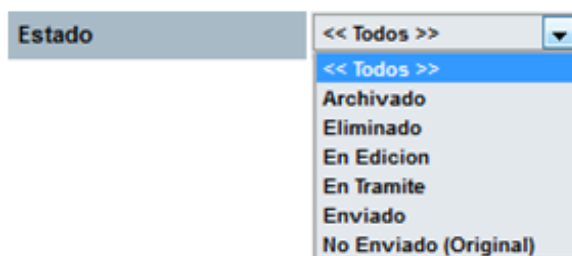 Estado
<< Todos >>
<< Todos >>
Archivado
Eliminado
En Edicion
En Tramite
Enviado
No Enviado (Original)